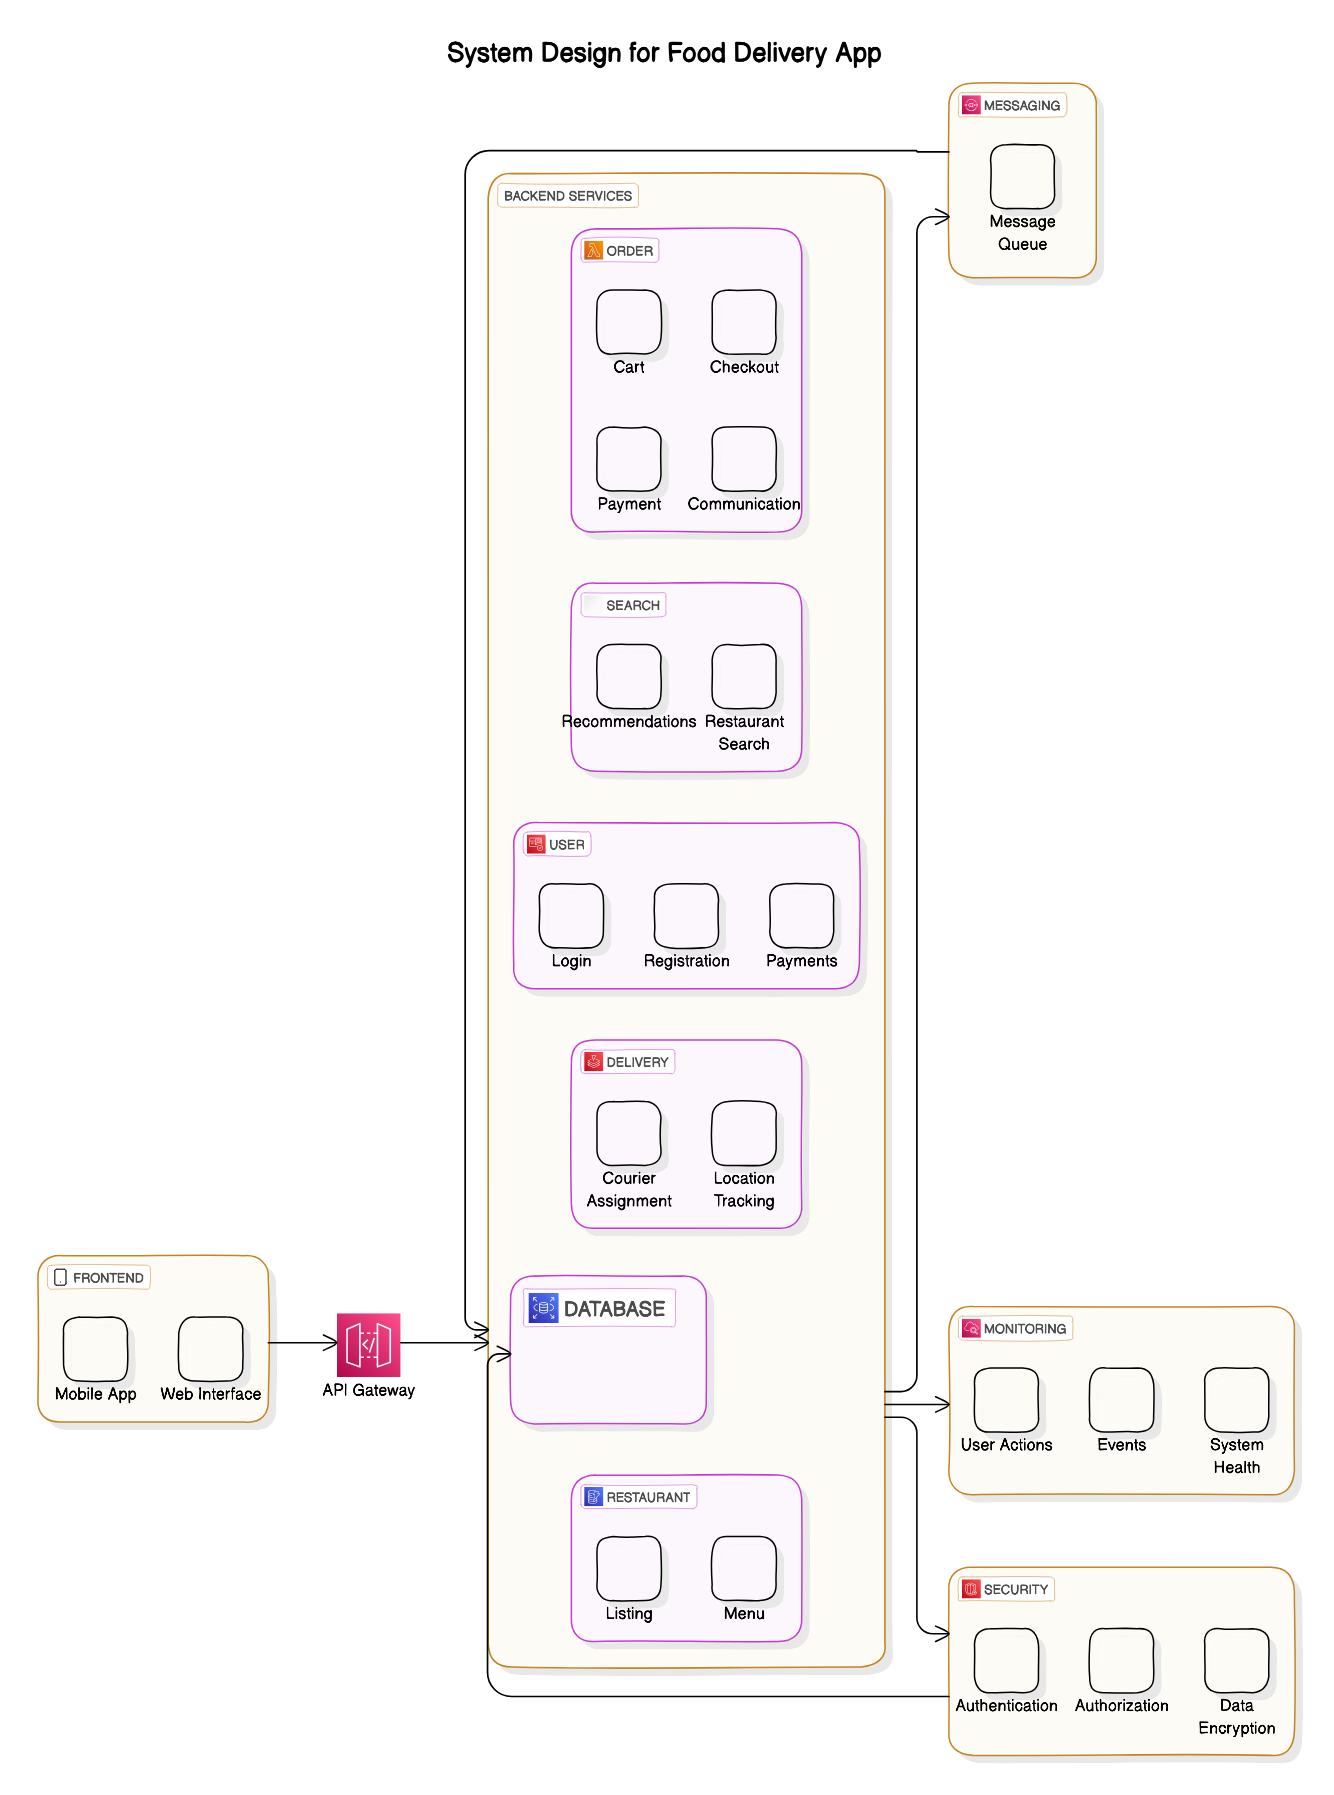 System Design for Food Delivery App
MESSAGING
Message
Queue
BACKEND SERVICES
ORDER
Cart
Checkout
Payment
Communication
SEARCH
Recommendations
Restaurant
Search
USER
Login
Registration
Payments
DELIVERY
Courier
Assignment
Location
Tracking
FRONTEND
Mobile App
Web Interface
API Gateway
DATABASE
RESTAURANT
Listing
Menu
MONITORING
User Actions
Events
System
Health
SECURITY
Authentication
Authorization
Data
Encryption